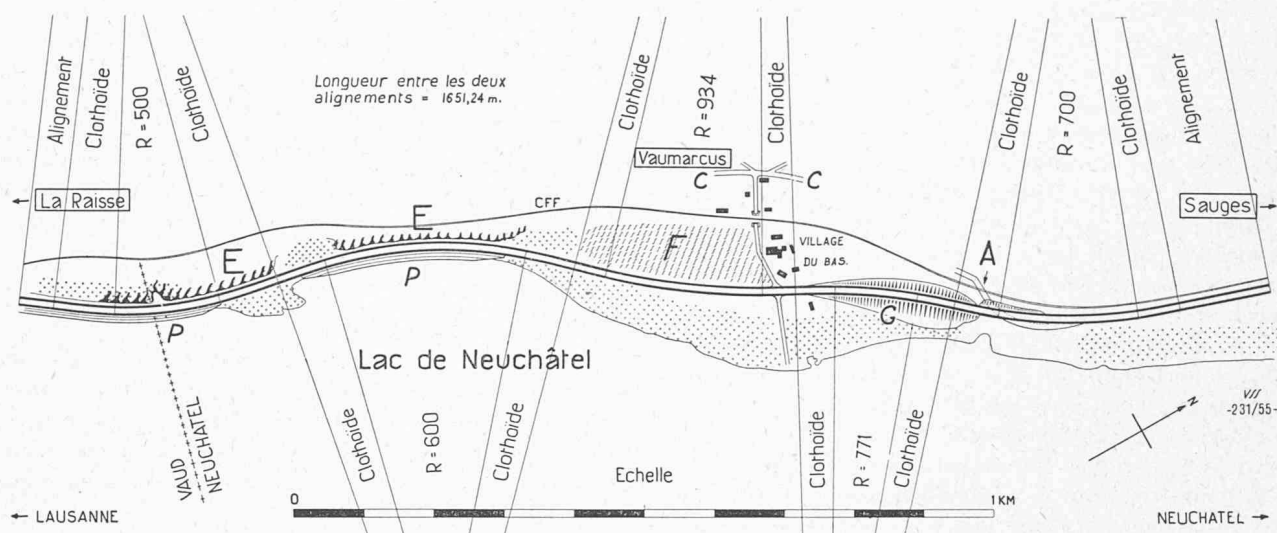 Alignement
Clothoïde
R = 500
Clothoïde
Longueur entre les deux
alignements = 1651,24 m.
Clothoïde
R = 934
Clothoïde
Clothoïde
R = 700
Clothoïde
Alignement
La Raisse
Vaumarcus
Sauges
C
C
E
CFF
E
F
VILLAGE
DU BAS.
A
P
P
G
Lac de Neuchâtel
VAUD
NEUCHATEL
Clothoïde
R = 600
Clothoïde
Clothoïde
R = 771
Clothoïde
N
VII
-231/55-
Echelle
0
1 KM
LAUSANNE
NEUCHATEL